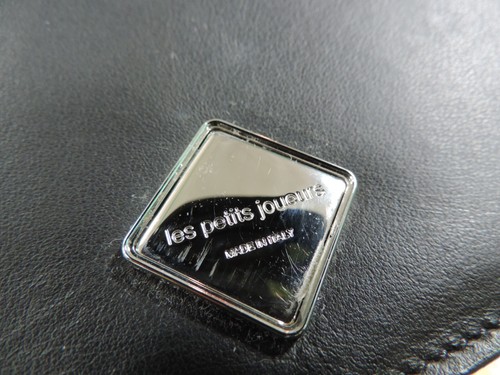 les petits joueurs
MADE IN ITALY